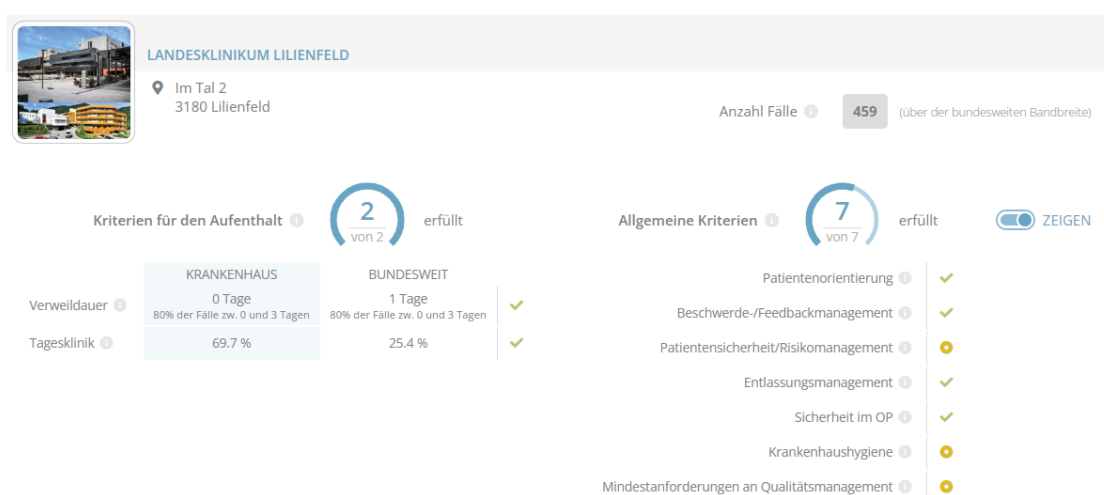 LANDESKLINIKUM LILIENFELD
Im Tal 2
3180 Lilienfeld
Anzahl Fälle 459 (über der bundesweiten Bandbreite)
Kriterien für den Aufenthalt 2 von 2 erfüllt
Allgemeine Kriterien 7 von 7 erfüllt ZEIGEN
KRANKENHAUS BUNDESWEIT
Verweildauer 0 Tage 1 Tage
80% der Fälle zw. 0 und 3 Tagen 80% der Fälle zw. 0 und 3 Tagen
Tagesklinik 69.7 % 25.4 %
Patientenorientierung
Beschwerde-/Feedbackmanagement
Patientensicherheit/Risikomanagement
Entlassungsmanagement
Sicherheit im OP
Krankenhaushygiene
Mindestanforderungen an Qualitätsmanagement